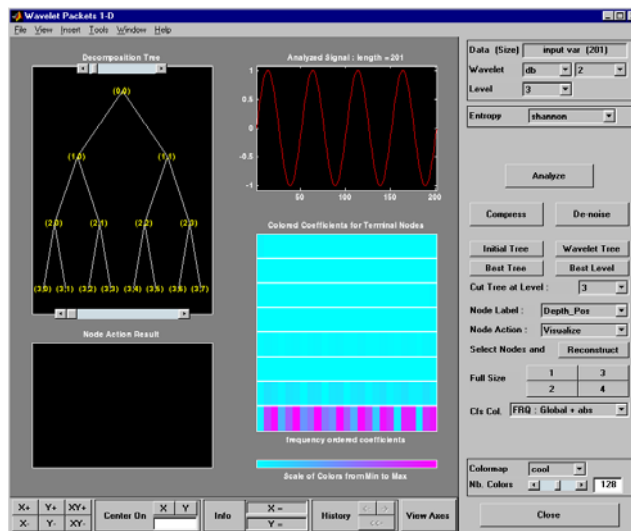 Wavelet Packets 1-D
File View Insert Tools Window Help
Decomposition Tree
(0,0)
(1,0) (1,1)
(2,0) (2,1) (2,2) (2,3)
(3,0) (3,1) (3,2) (3,3) (3,4) (3,5) (3,6) (3,7)
Node Action Result
Analyzed Signal : length = 201
1
0.5
0
-0.5
-1
50 100 150 200
Colored Coefficients for Terminal Nodes
frequency ordered coefficients
Scale of Colors from Min to Max
Data (Size) input var (201)
Wavelet db 2
Level 3
Entropy shannon
Analyze
Compress De-noise
Initial Tree Wavelet Tree
Best Tree Best Level
Cut Tree at Level : 3
Node Label : Depth_Pos
Node Action : Visualize
Select Nodes and Reconstruct
Full Size 1 3
2 4
Cfs Col. FRQ : Global + abs
Colormap cool
Nb. Colors 128
Close
X+ Y+ XY+
X- Y- XY-
Center On X Y
Info X =
Y =
History <- ->
<<-
View Axes